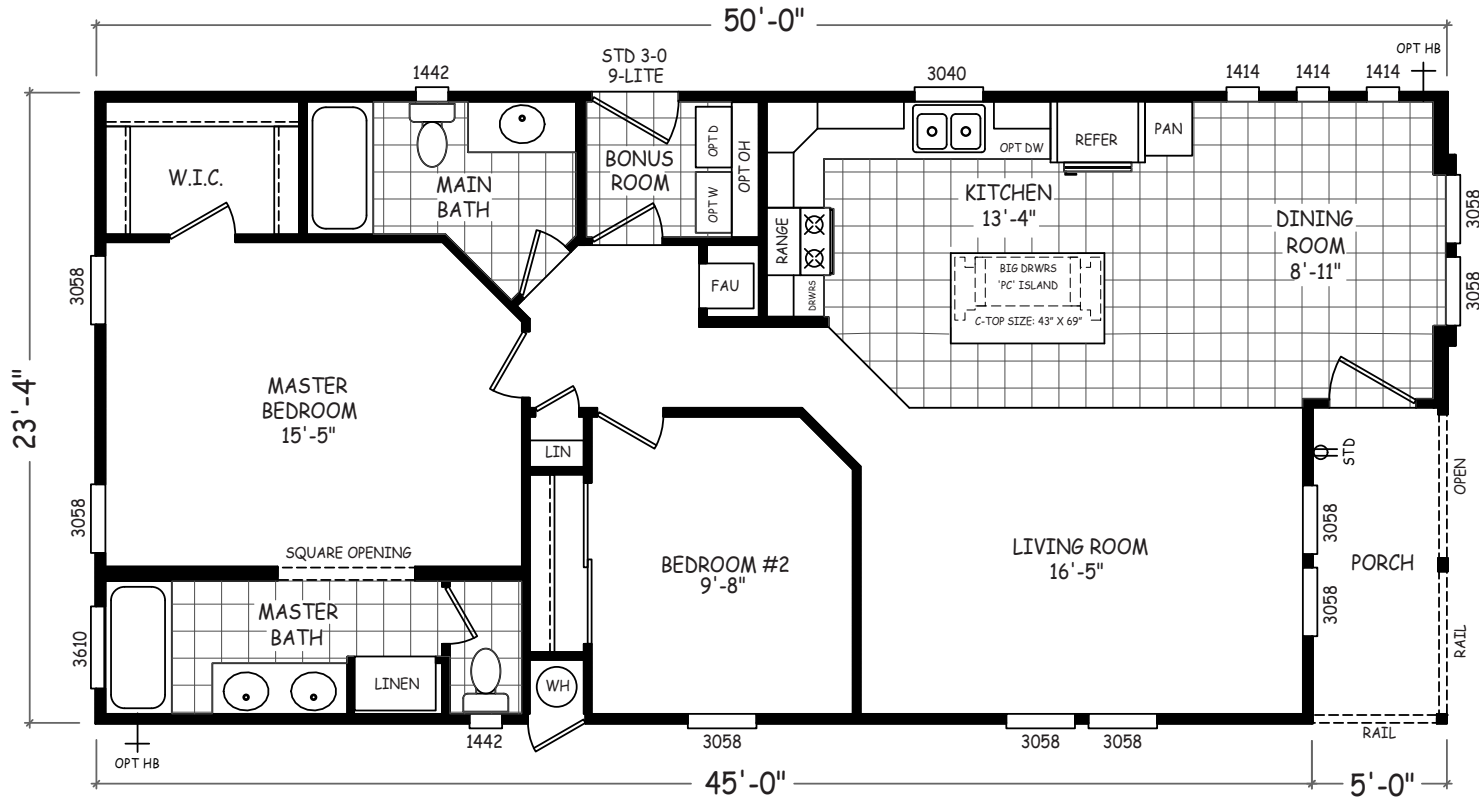 50'-0"
OPT HB
STD 3-0
9-LITE
1442
3040
1414
1414
1414
W.I.C.
MAIN
BATH
BONUS
ROOM
OPT D
OPT W
OPT OH
OPT DW
REFER
PAN
KITCHEN
13'-4"
DINING
ROOM
8'-11"
3058
3058
RANGE
DRWRS
FAU
BIG DRWRS
'PC' ISLAND
C-TOP SIZE: 43" X 69"
3058
23'-4"
MASTER
BEDROOM
15'-5"
LIN
STD
OPEN
3058
3058
SQUARE OPENING
BEDROOM #2
9'-8"
LIVING ROOM
16'-5"
PORCH
3058
RAIL
3610
MASTER
BATH
LINEN
WH
1442
3058
3058
3058
RAIL
OPT HB
45'-0"
5'-0"